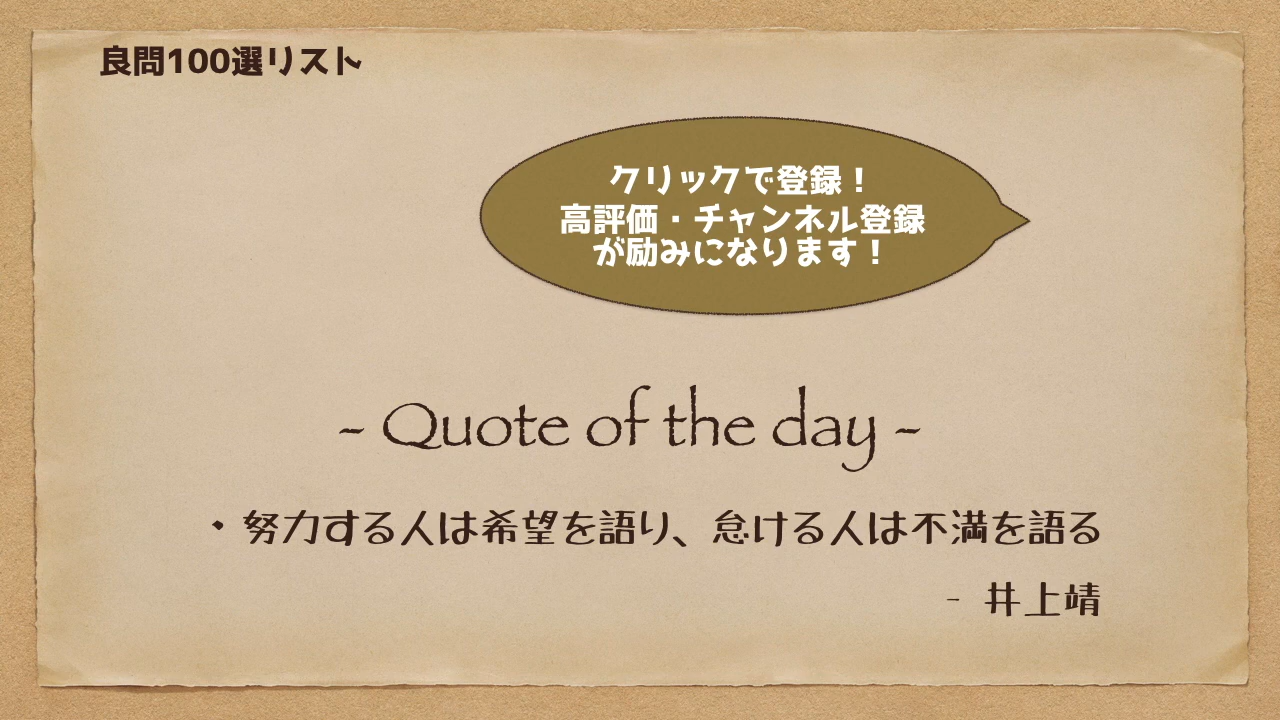 良問100選リスト
クリックで登録！
高評価・チャンネル登録
が励みになります！
- Quote of the day -
・努力する人は希望を語り、怠ける人は不満を語る
- 井上靖